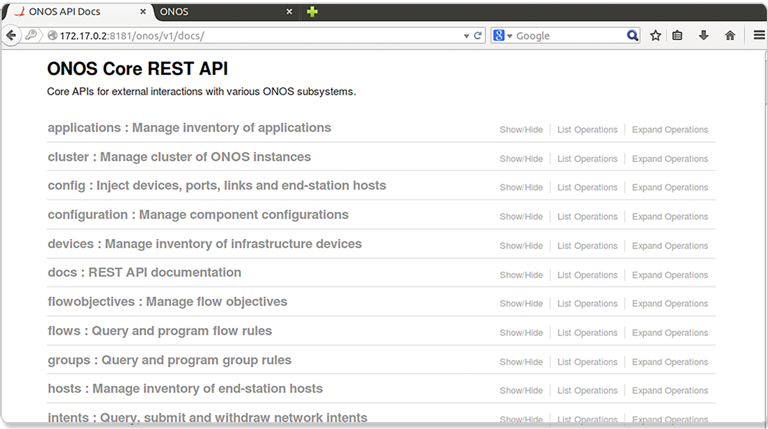 ONOS API Docs × ONOS ×
172.17.0.2:8181/onos/v1/docs/ Google
ONOS Core REST API
Core APIs for external interactions with various ONOS subsystems.
applications : Manage inventory of applications Show/Hide List Operations Expand Operations
cluster : Manage cluster of ONOS instances Show/Hide List Operations Expand Operations
config : Inject devices, ports, links and end-station hosts Show/Hide List Operations Expand Operations
configuration : Manage component configurations Show/Hide List Operations Expand Operations
devices : Manage inventory of infrastructure devices Show/Hide List Operations Expand Operations
docs : REST API documentation Show/Hide List Operations Expand Operations
flowobjectives : Manage flow objectives Show/Hide List Operations Expand Operations
flows : Query and program flow rules Show/Hide List Operations Expand Operations
groups : Query and program group rules Show/Hide List Operations Expand Operations
hosts : Manage inventory of end-station hosts Show/Hide List Operations Expand Operations
intents : Query, submit and withdraw network intents Show/Hide List Operations Expand Operations